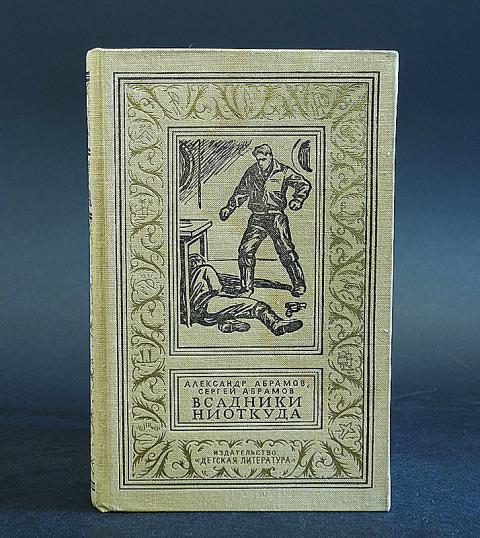 АЛЕКСАНДР АБРАМОВ,
СЕРГЕЙ АБРАМОВ
ВСАДНИКИ
НИОТКУДА
ИЗДАТЕЛЬСТВО
«ДЕТСКАЯ ЛИТЕРАТУРА»